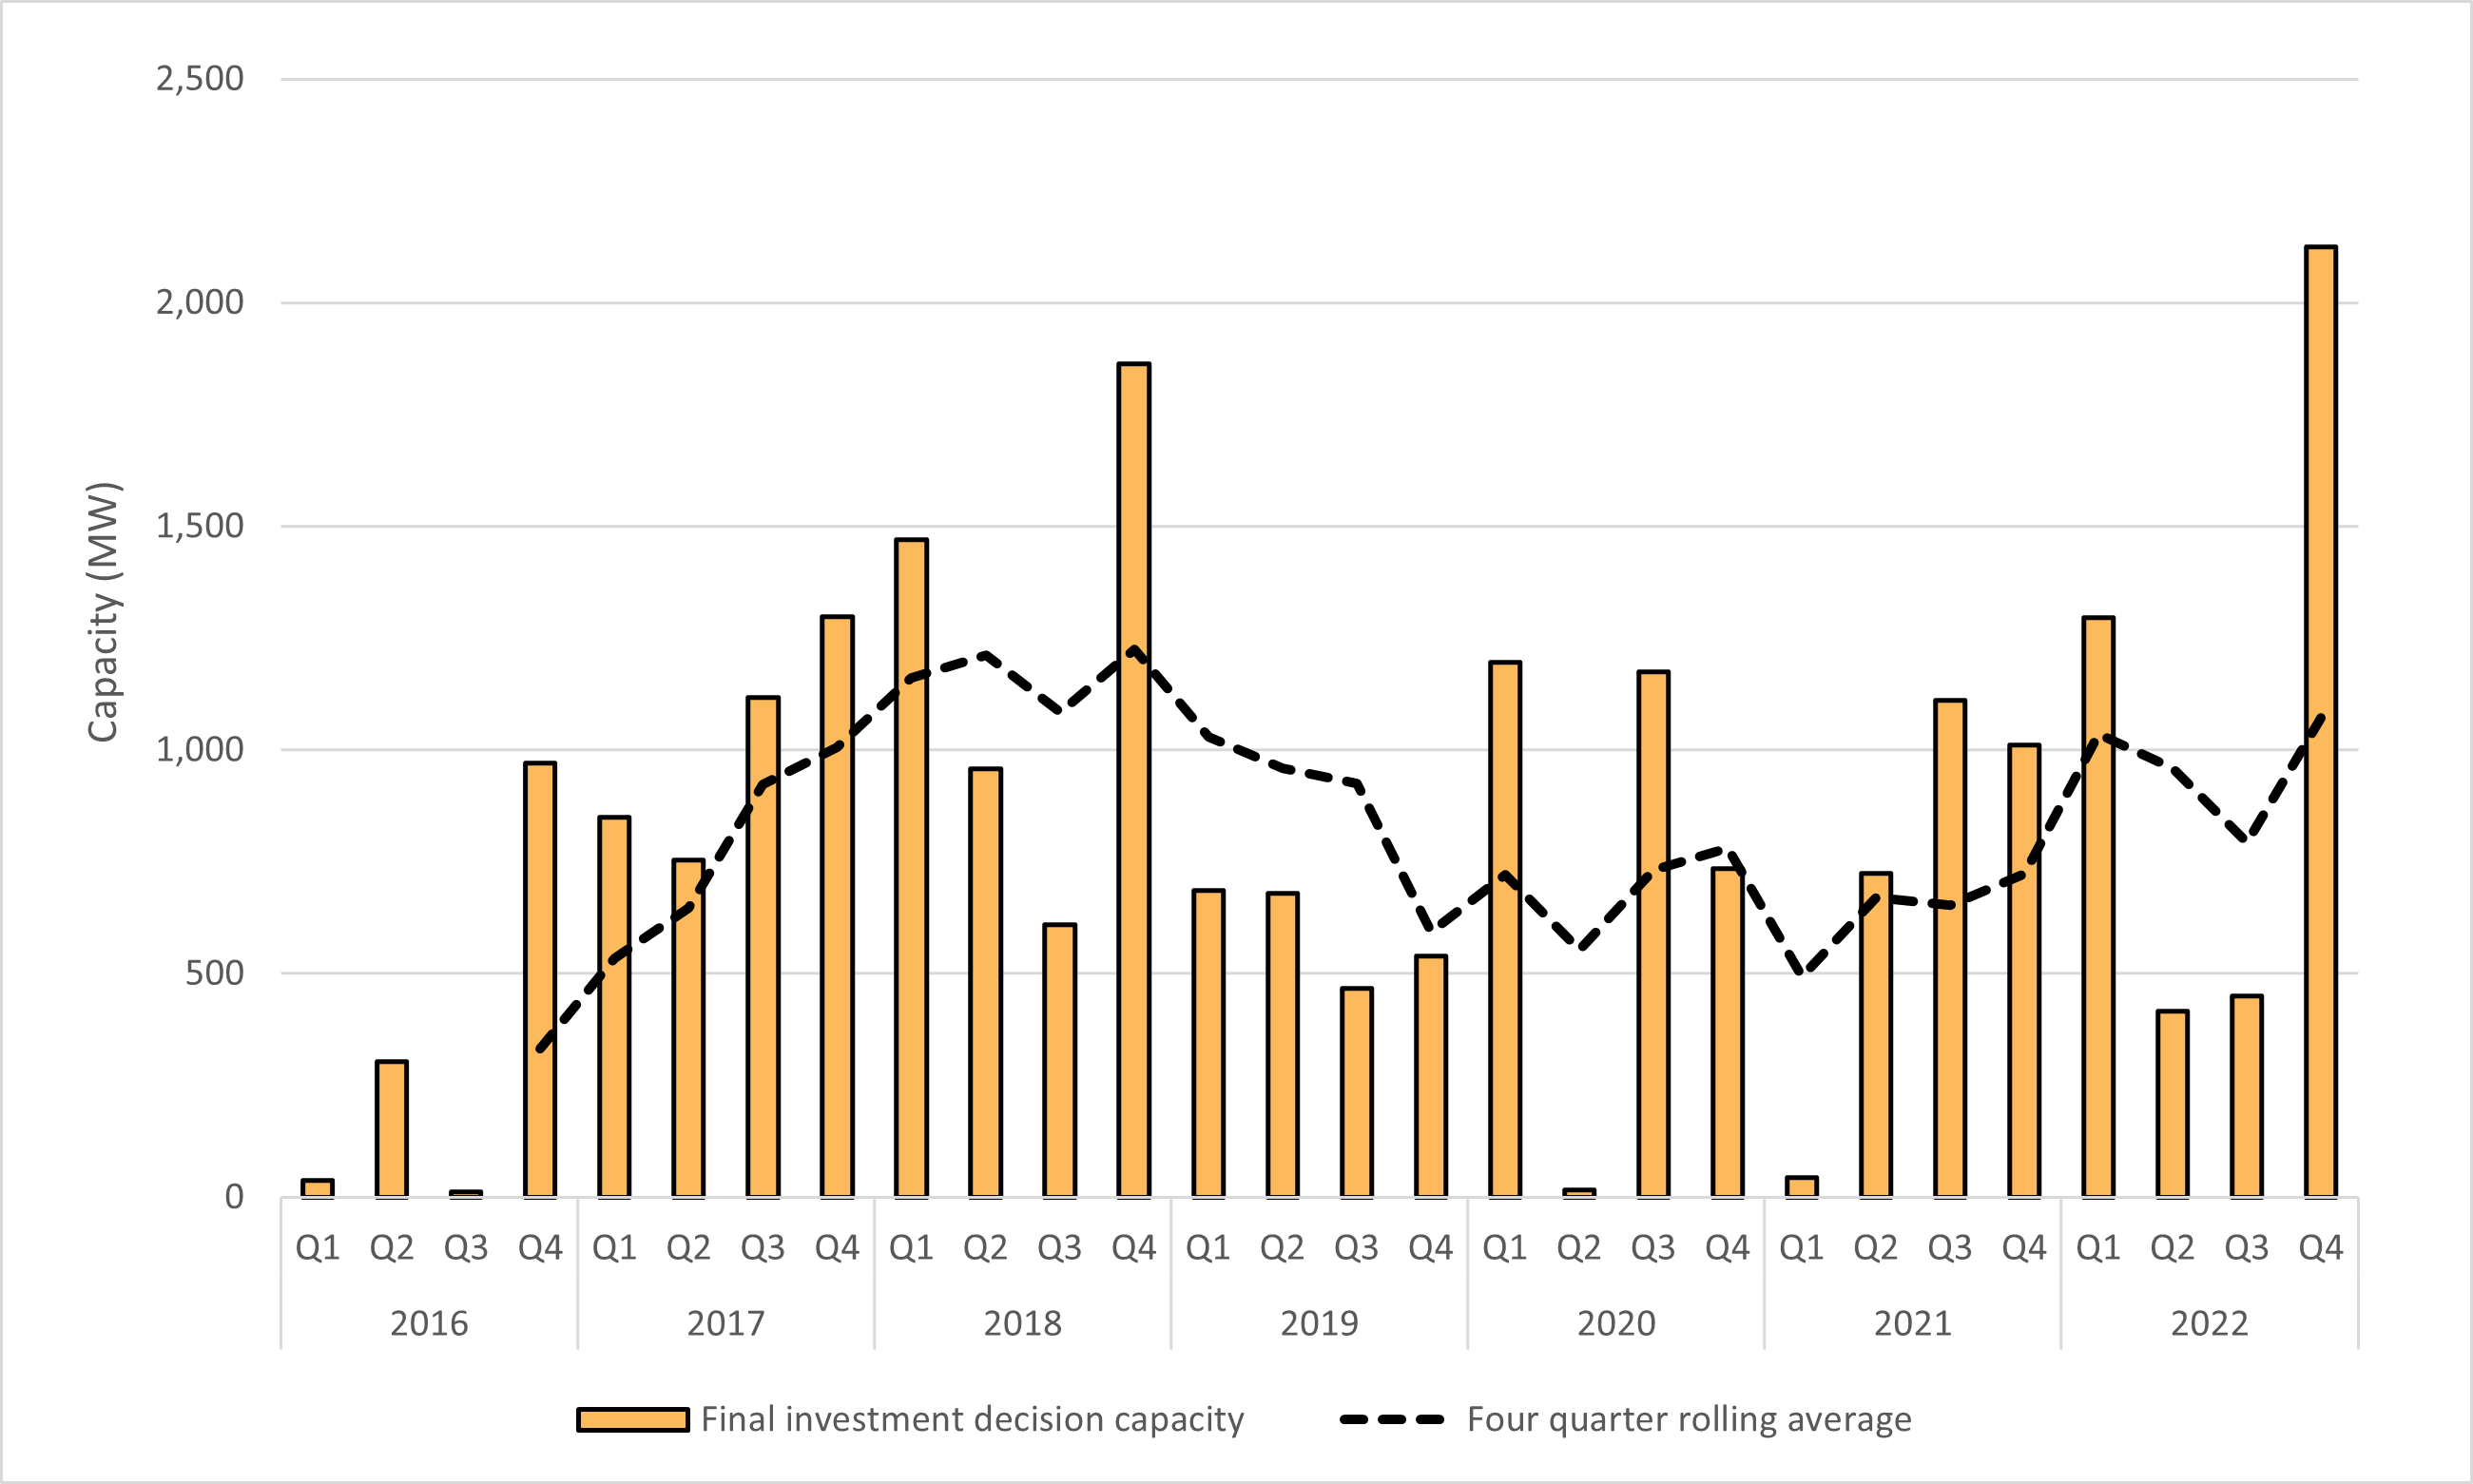 2,500
2,000
1,500
1,000
500
0
Capacity (MW)
Q1 Q2 Q3 Q4 Q1 Q2 Q3 Q4 Q1 Q2 Q3 Q4 Q1 Q2 Q3 Q4 Q1 Q2 Q3 Q4 Q1 Q2 Q3 Q4 Q1 Q2 Q3 Q4
2016 2017 2018 2019 2020 2021 2022
Final investment decision capacity Four quarter rolling average